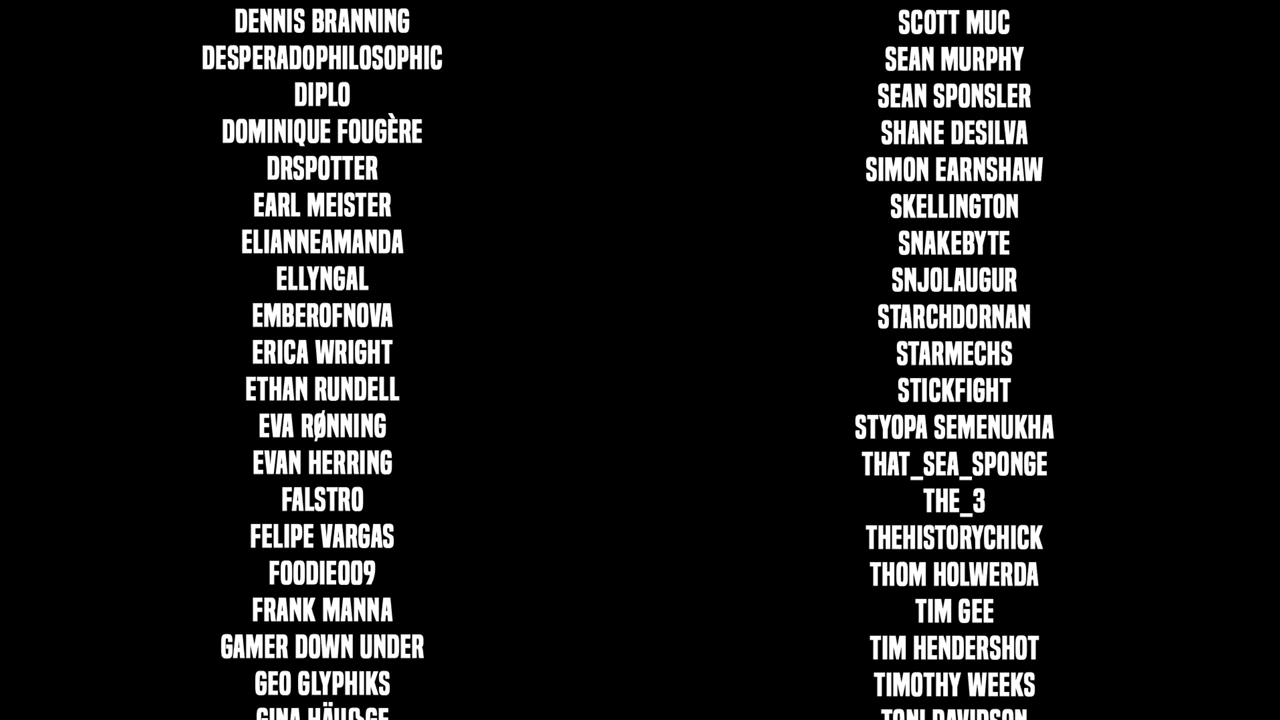 DENNIS BRANNING
DESPERADOPHILOSOPHIC
DIPLO
DOMINIQUE FOUGÈRE
DRSPOTTER
EARL MEISTER
ELIANNEAMANDA
ELLYNGAL
EMBEROFNOVA
ERICA WRIGHT
ETHAN RUNDELL
EVA RØNNING
EVAN HERRING
FALSTRO
FELIPE VARGAS
FOODIE009
FRANK MANNA
GAMER DOWN UNDER
GEO GLYPHIKS
GINA
SCOTT MUC
SEAN MURPHY
SEAN SPONSLER
SHANE DESILVA
SIMON EARNSHAW
SKELLINGTON
SNAKEBYTE
SNJOLAUGUR
STARCHDORNAN
STARMECHS
STICKFIGHT
STYOPA SEMENUKHA
THAT_SEA_SPONGE
THE_3
THEHISTORYCHICK
THOM HOLWERDA
TIM GEE
TIM HENDERSHOT
TIMOTHY WEEKS
TONI DAVIDSON